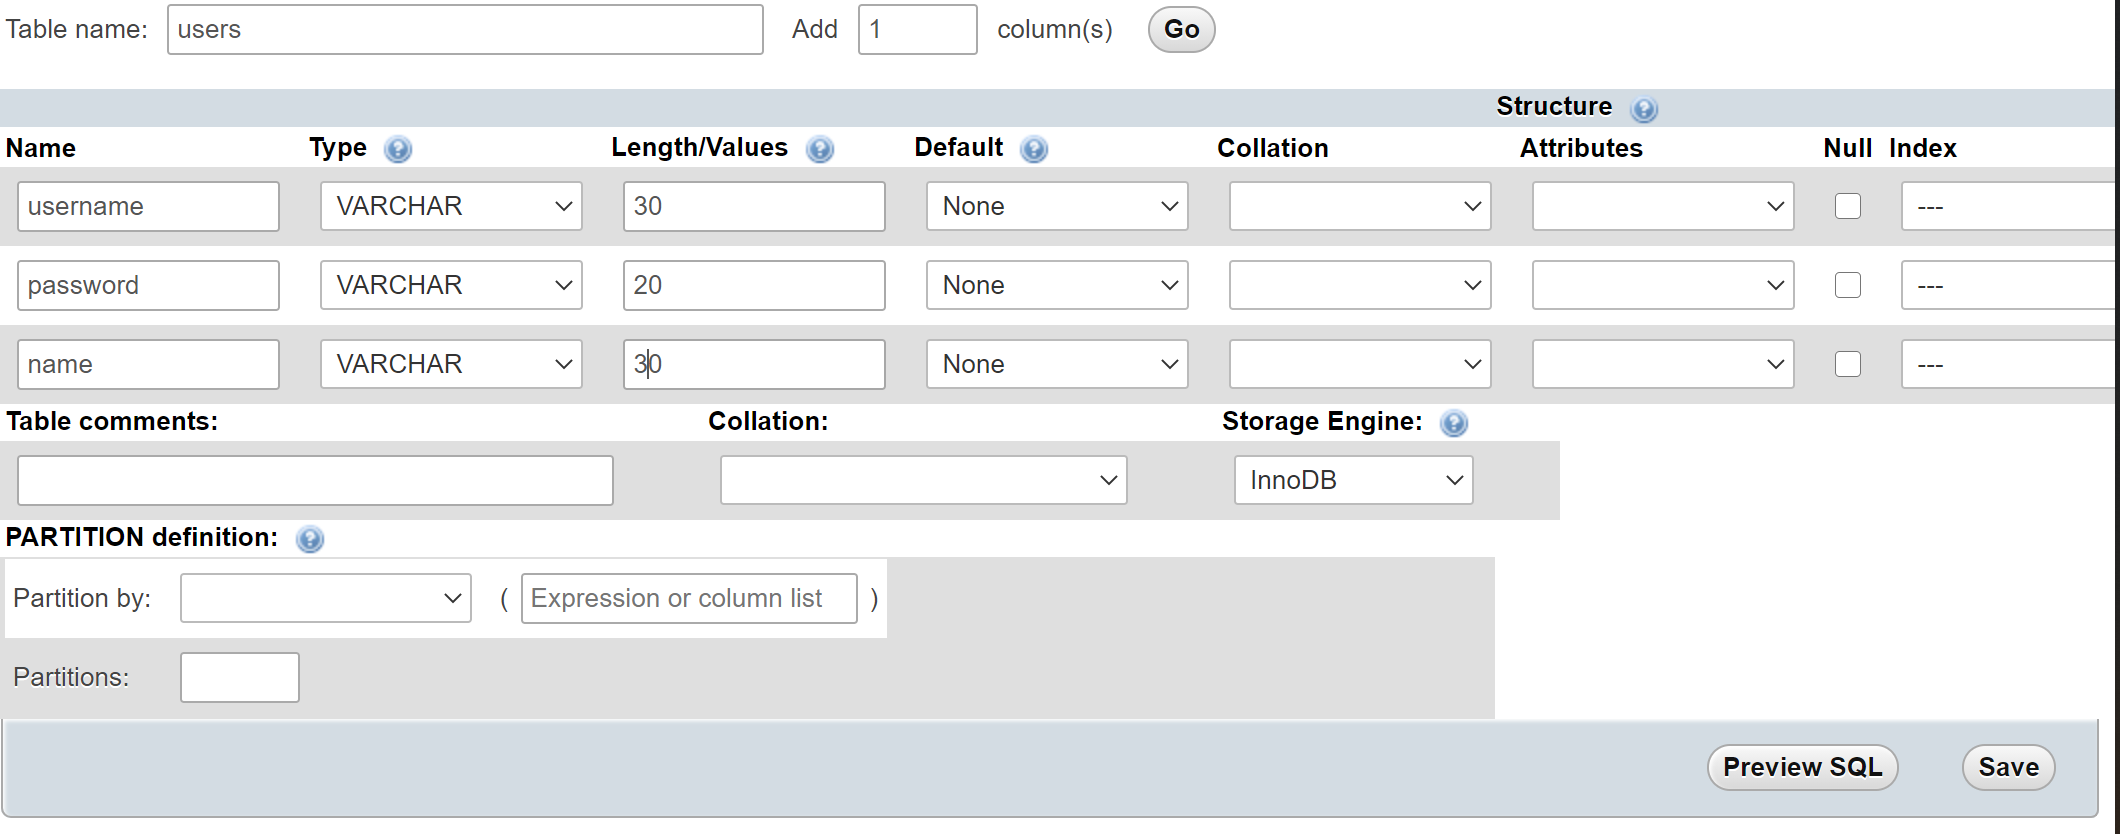 Table name: users Add 1 column(s) Go
Structure
Name Type Length/Values Default Collation Attributes Null Index
username VARCHAR 30 None ---
password VARCHAR 20 None ---
name VARCHAR 30 None ---
Table comments: Collation: Storage Engine:
InnoDB
PARTITION definition:
Partition by: ( Expression or column list )
Partitions:
Preview SQL Save